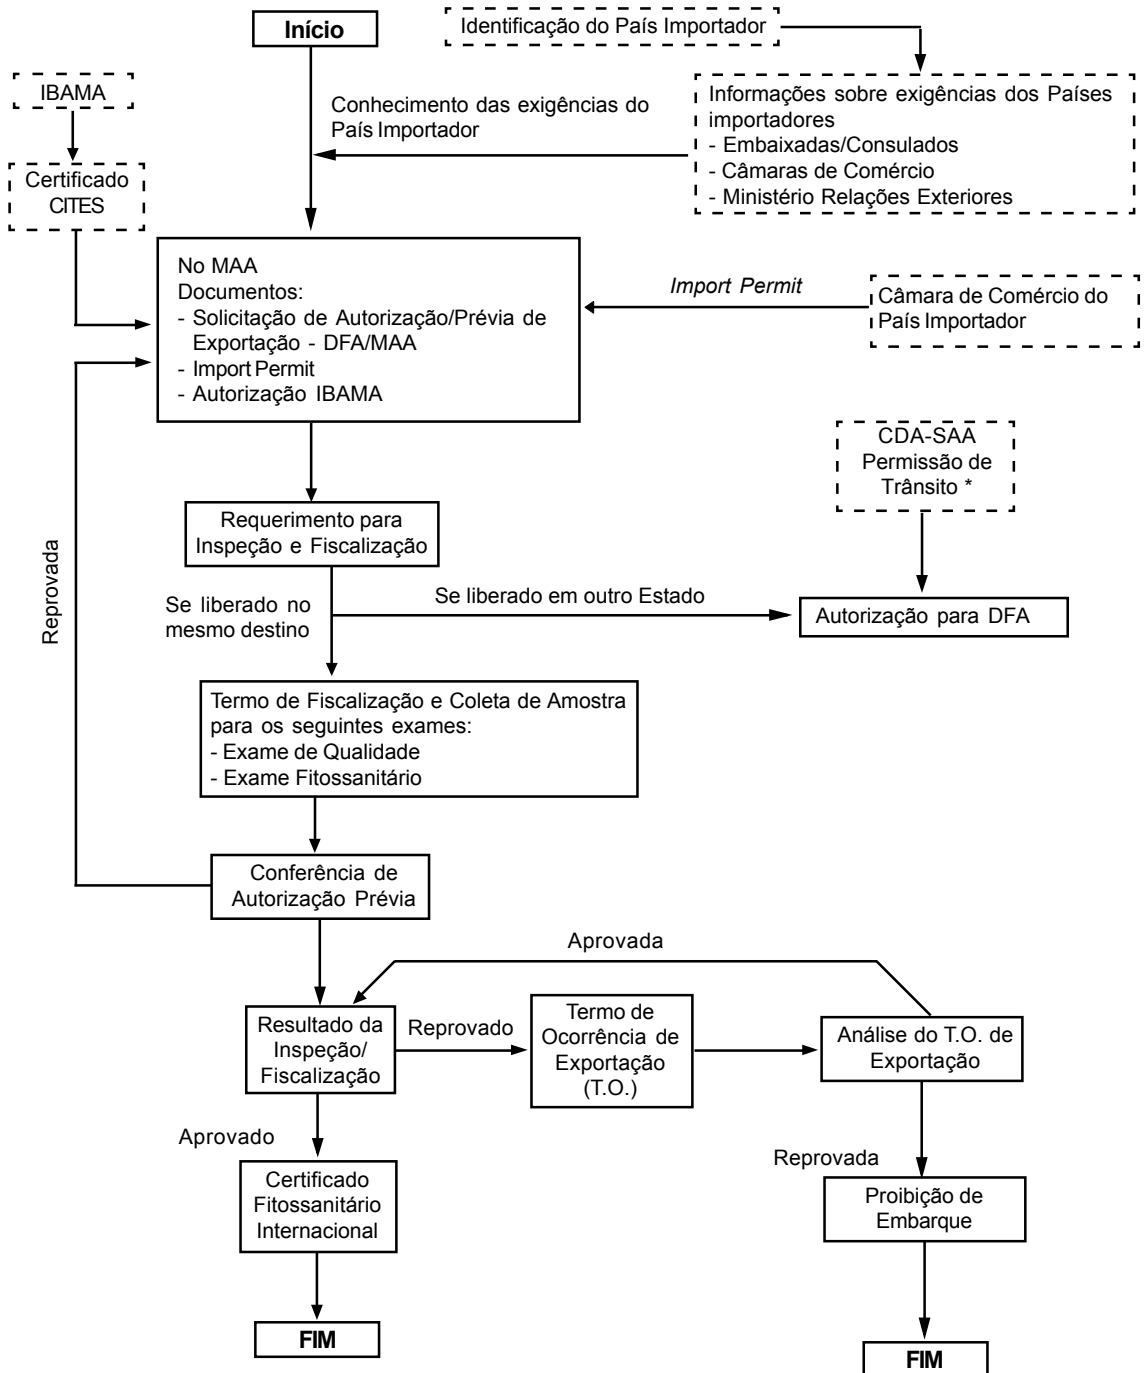 Início
Identificação do País Importador
IBAMA
Certificado
CITES
Conhecimento das exigências do
País Importador
Informações sobre exigências dos Países
importadores
- Embaixadas/Consulados
- Câmaras de Comércio
- Ministério Relações Exteriores
No MAA
Documentos:
- Solicitação de Autorização/Prévia de
Exportação - DFA/MAA
- Import Permit
- Autorização IBAMA
Import Permit
Câmara de Comércio do
País Importador
CDA-SAA
Permissão de
Trânsito *
Requerimento para
Inspeção e Fiscalização
Reprovada
Se liberado no
mesmo destino
Se liberado em outro Estado
Autorização para DFA
Termo de Fiscalização e Coleta de Amostra
para os seguintes exames:
- Exame de Qualidade
- Exame Fitossanitário
Conferência de
Autorização Prévia
Aprovada
Resultado da
Inspeção/
Fiscalização
Reprovado
Termo de
Ocorrência de
Exportação
(T.O.)
Análise do T.O. de
Exportação
Aprovado
Reprovada
Certificado
Fitossanitário
Internacional
Proibição de
Embarque
FIM
FIM